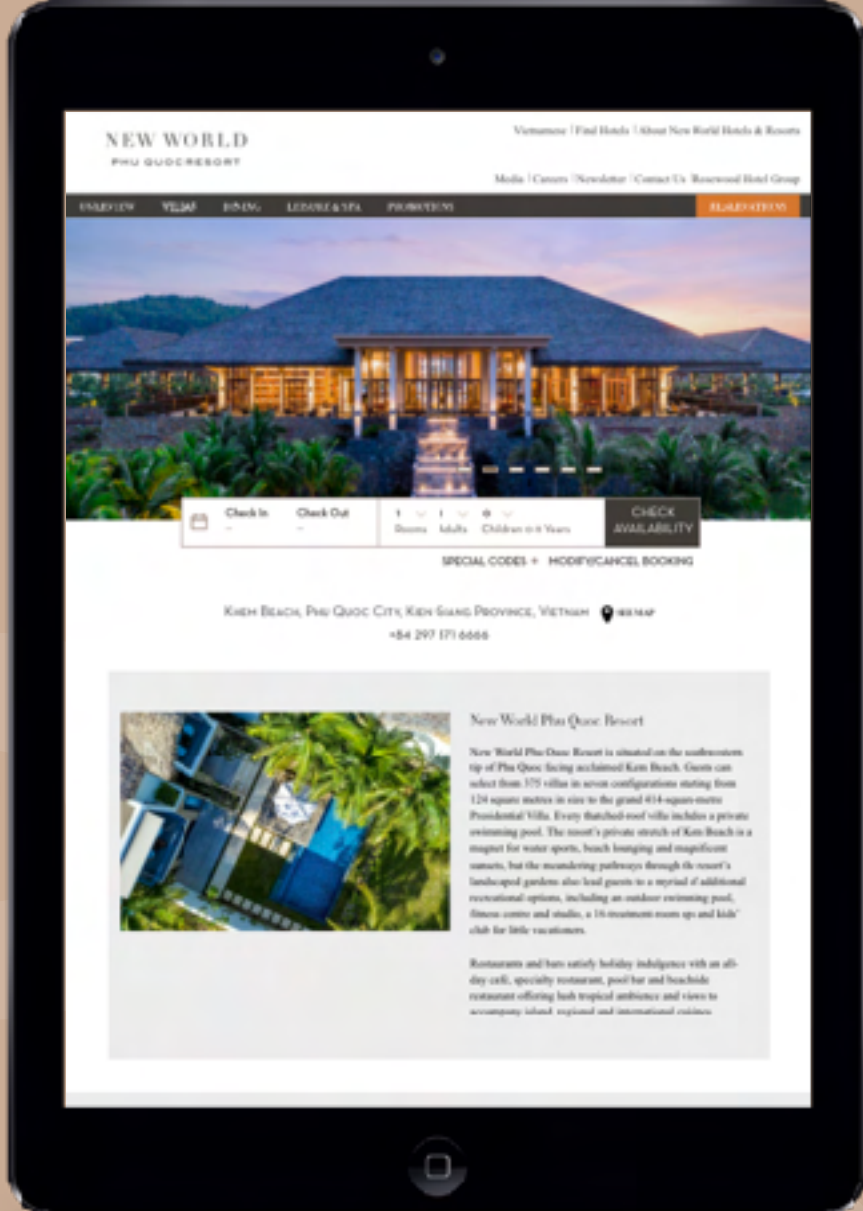 NEW WORLD
PHU QUOC RESORT
Vietnamese | Find Hotels | About New World Hotels & Resorts
Media | Careers | Newsletter | Contact Us Rosewood Hotel Group
OVERVIEW VILLAS DINING LEISURE & SPA PROMOTIONS RESERVATIONS
Check In Check Out 1 1 0 CHECK
– – Rooms Adults Children 0-11 Years AVAILABILITY
SPECIAL CODES + MODIFY/CANCEL BOOKING
KHEM BEACH, PHU QUOC CITY, KIEN GIANG PROVINCE, VIETNAM SEE MAP
+84 297 171 6666
New World Phu Quoc Resort
New World Phu Quoc Resort is situated on the southwestern
tip of Phu Quoc facing acclaimed Kem Beach. Guests can
select from 375 villas in seven configurations starting from
124 square metres in size to the grand 414-square-metre
Presidential Villa. Every thatched-roof villa includes a private
swimming pool. The resort's private stretch of Kem Beach is a
magnet for water sports, beach lounging and magnificent
sunsets, but the meandering pathways through the resort's
landscaped gardens also lead guests to a myriad of additional
recreational options, including an outdoor swimming pool,
fitness centre and studio, a 16-treatment-room spa and kids'
club for little vacationers.
Restaurants and bars satisfy holiday indulgence with an all-
day café, specialty restaurant, pool bar and beachside
restaurant offering lush tropical ambience and views to
accompany island, regional and international cuisines.